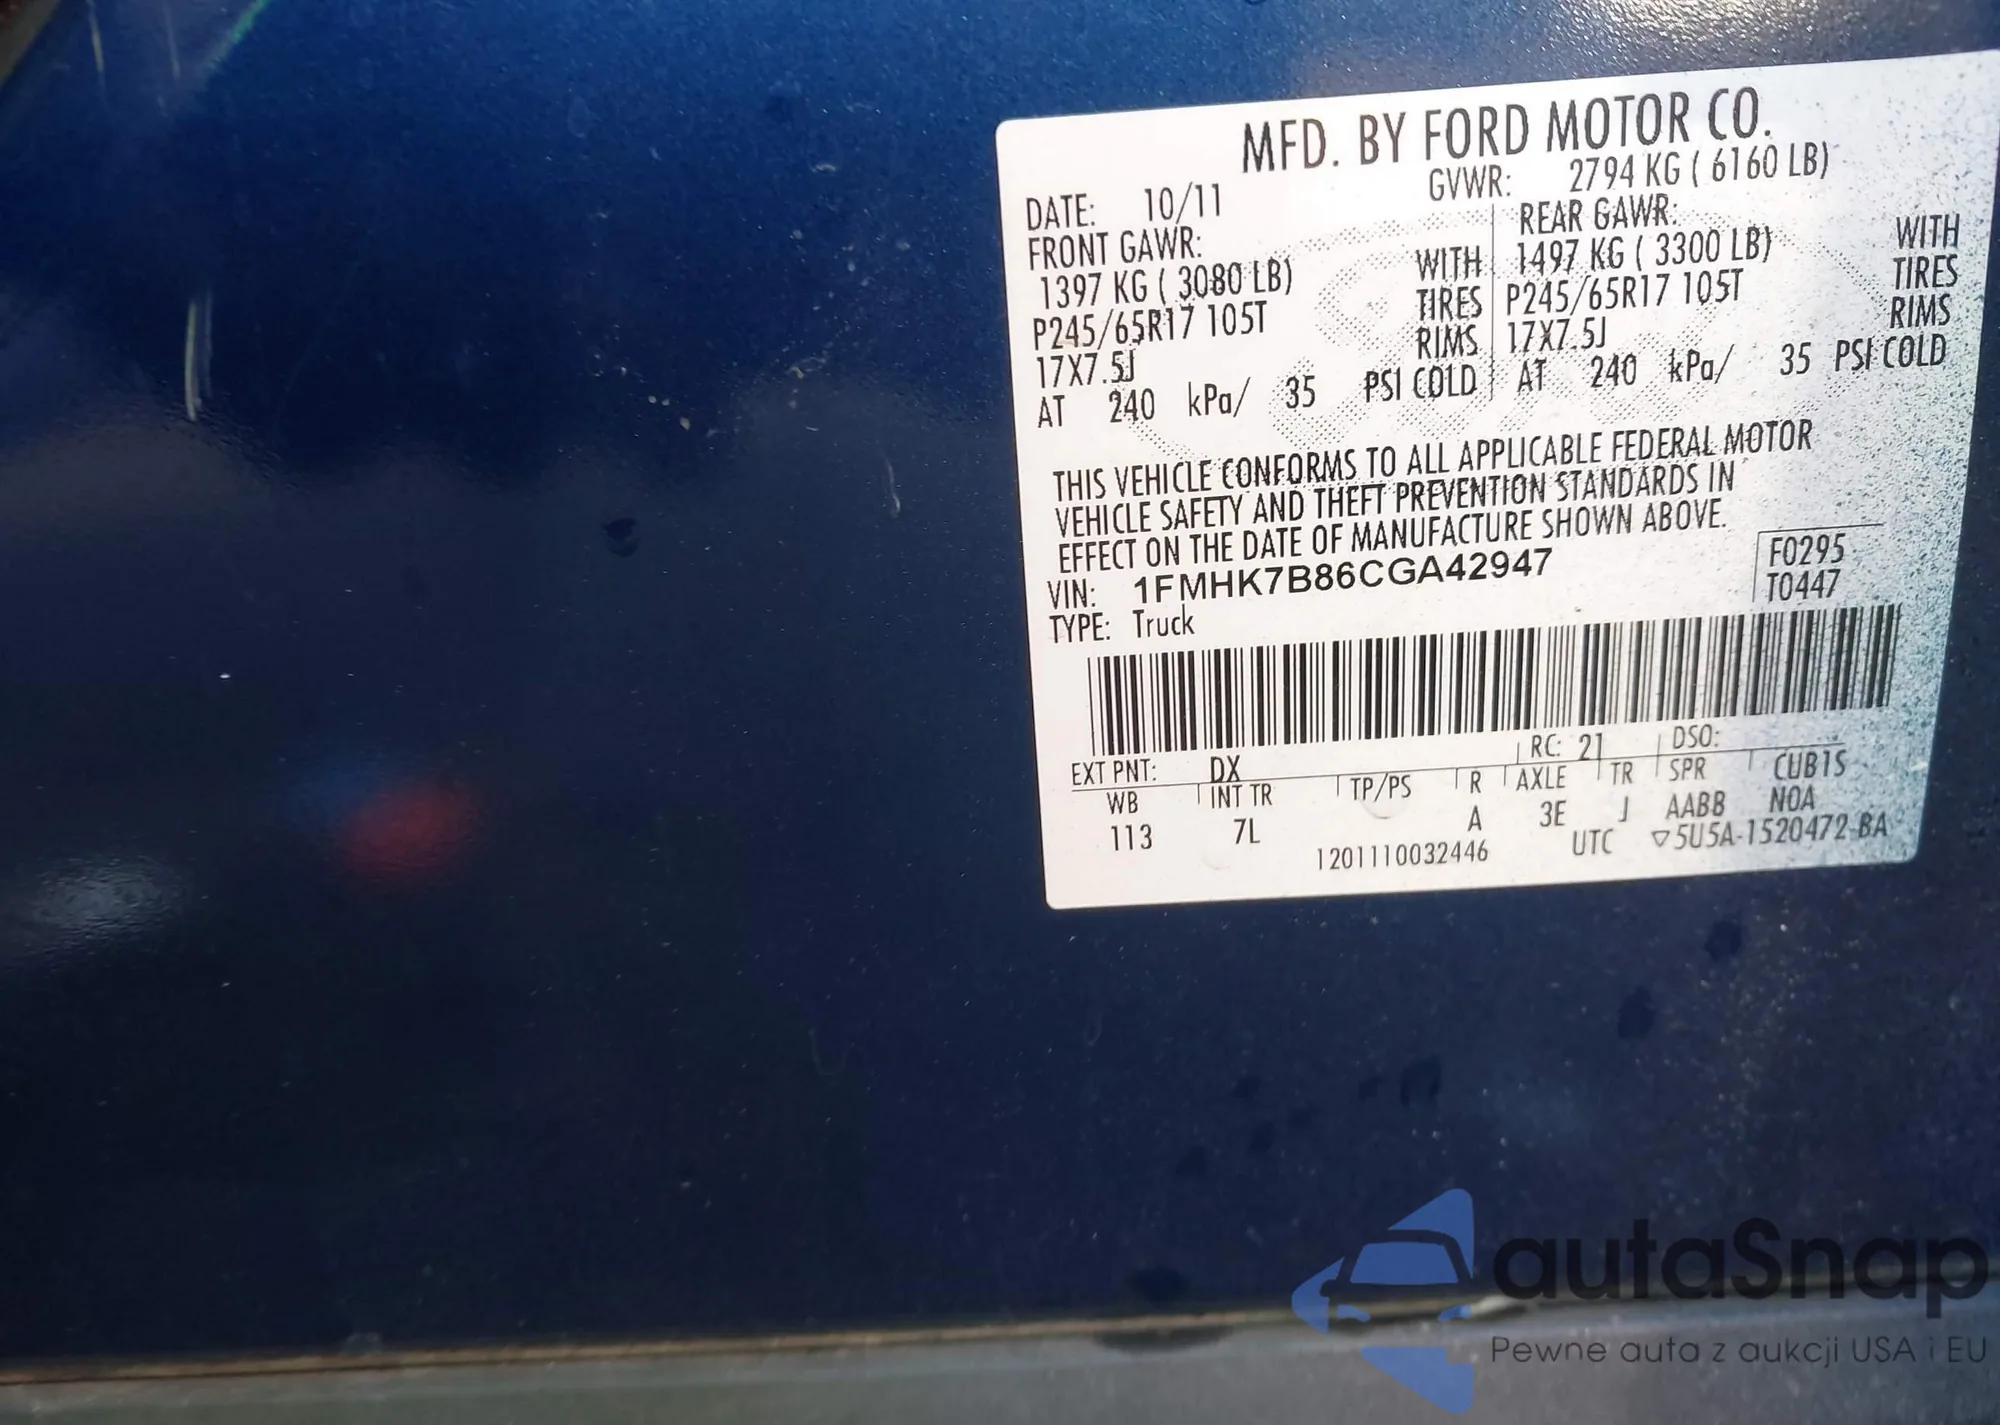 MFD. BY FORD MOTOR CO.
DATE: 10/11 GVWR: 2794 KG ( 6160 LB)
FRONT GAWR: REAR GAWR:
1397 KG ( 3080 LB) WITH 1497 KG ( 3300 LB) WITH
P245/65R17 105T TIRES P245/65R17 105T TIRES
17X7.5J RIMS 17X7.5J RIMS
AT 240 kPa/ 35 PSI COLD AT 240 kPa/ 35 PSI COLD
THIS VEHICLE CONFORMS TO ALL APPLICABLE FEDERAL MOTOR
VEHICLE SAFETY AND THEFT PREVENTION STANDARDS IN
EFFECT ON THE DATE OF MANUFACTURE SHOWN ABOVE.
VIN: 1FMHK7B86CGA42947 F0295
TYPE: Truck T0447
EXT PNT: DX RC: 21 DSO:
WB INT TR TP/PS R AXLE TR SPR CUB1S
113 7L A 3E J AABB NOA
1201110032446 UTC ▽5U5A-1520472-BA
autaSnap
Pewne auta z aukcji USA i EU